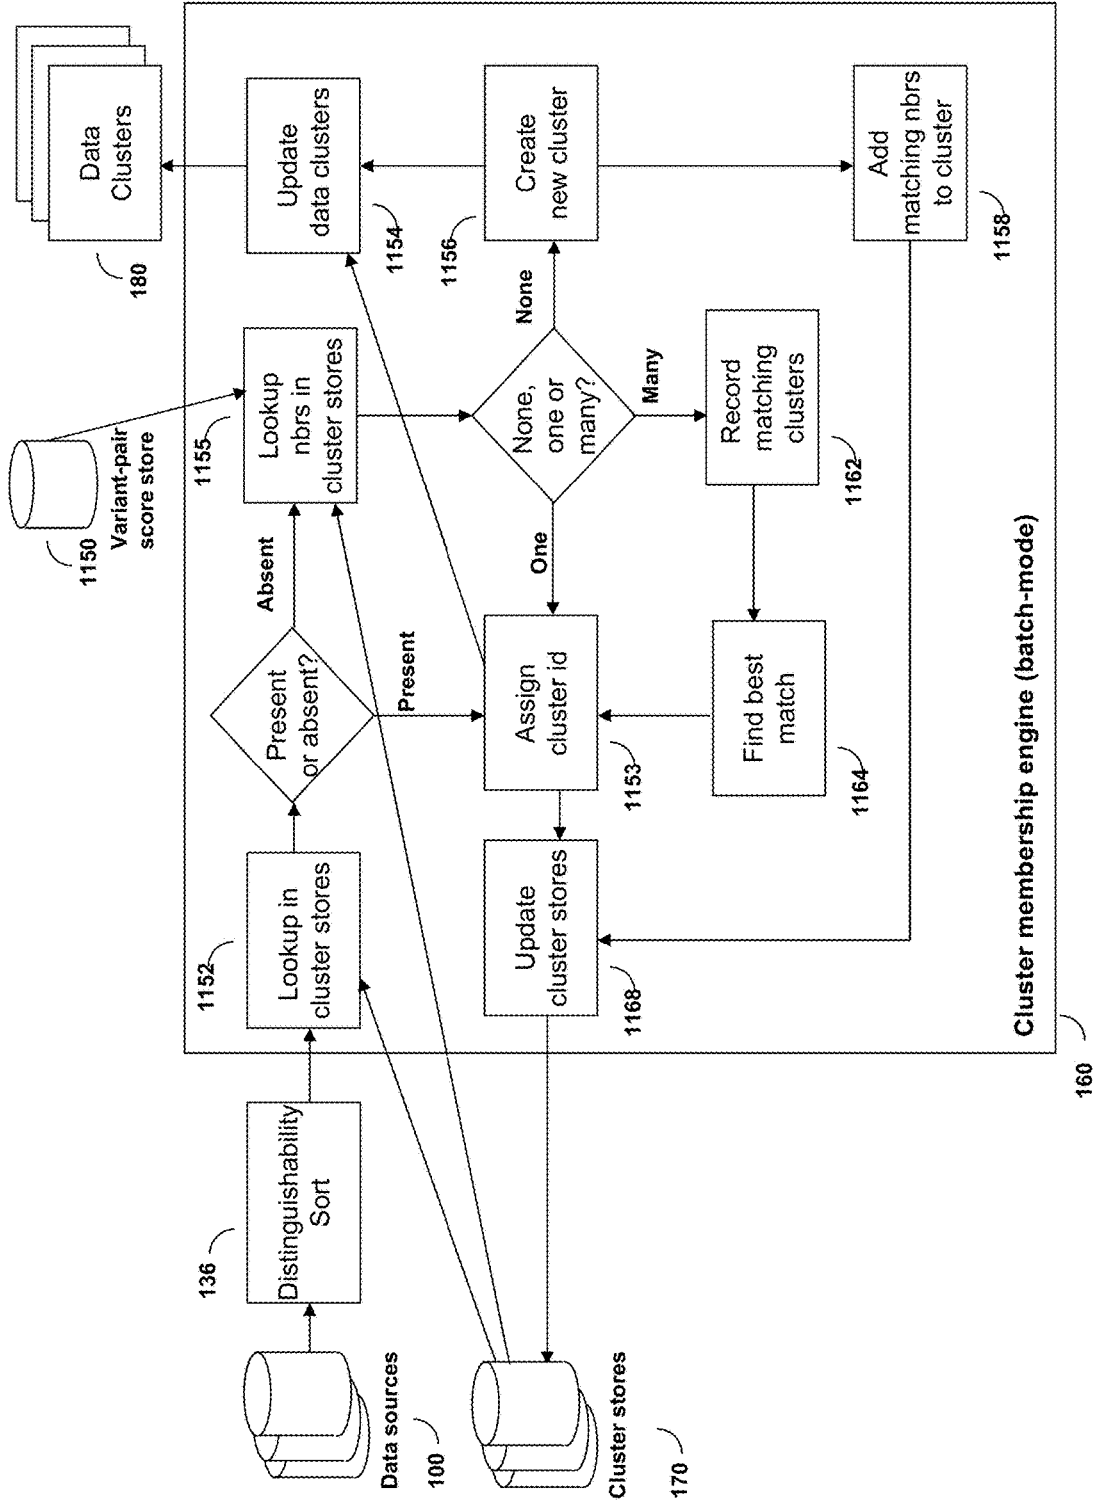 Data
Clusters
180
Variant-pair
score store
1150
Update
data clusters
1154
Lookup
nbrs in
cluster stores
1155
Absent
Present
or absent?
Present
Lookup in
cluster stores
1152
Distinguishability
Sort
136
Data sources
100
Create
new cluster
1156
None
None,
one or
many?
One
Many
Assign
cluster id
1153
Update
cluster stores
1168
Cluster stores
170
Record
matching
clusters
1162
Find best
match
1164
Add
matching nbrs
to cluster
1158
Cluster membership engine (batch-mode)
160